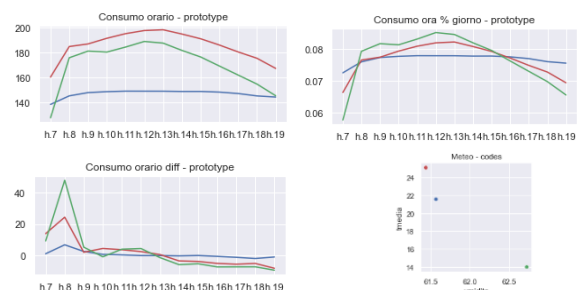 Consumo orario - prototype
200
180
160
140
h.7 h.8 h.9 h.10 h.11 h.12 h.13 h.14 h.15 h.16 h.17 h.18 h.19
Consumo ora % giorno - prototype
0.08
0.07
0.06
h.7 h.8 h.9 h.10 h.11 h.12 h.13 h.14 h.15 h.16 h.17 h.18 h.19
Consumo orario diff - prototype
40
20
0
h.7 h.8 h.9 h.10 h.11 h.12 h.13 h.14 h.15 h.16 h.17 h.18 h.19
Meteo - codes
tmedia
24
22
20
18
16
14
61.5 62.0 62.5